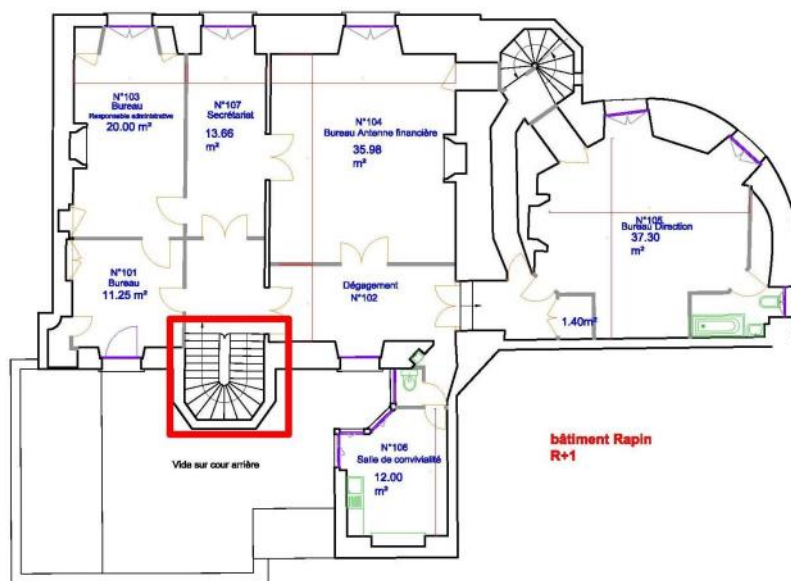 N°103
Bureau
Responsable administrative
20.00 m²
N°107
Secrétariat
13.66
m²
N°104
Bureau Antenne financière
35.98
m²
N°105
Bureau Direction
37.30
m²
N°101
Bureau
11.25 m²
Dégagement
N°102
1.40m²
N°106
Salle de convivialité
12.00
m²
Vide sur cour arrière
bâtiment Rapin
R+1